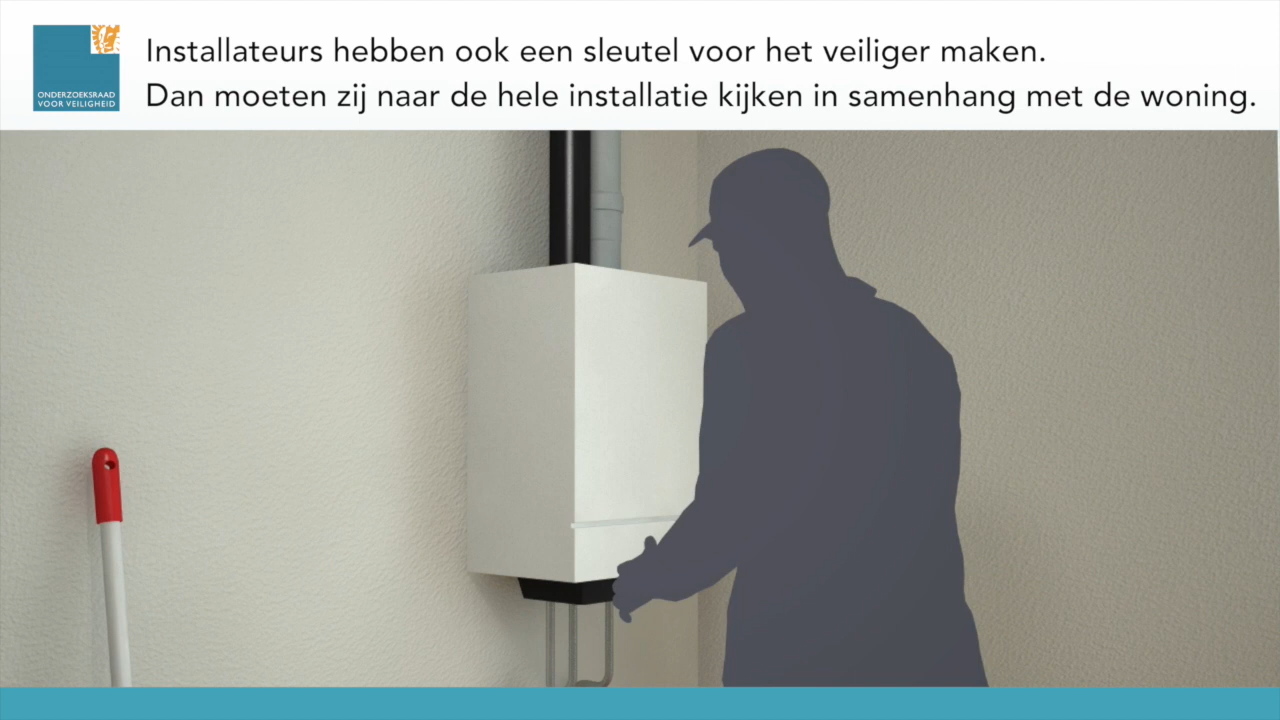 Installateurs hebben ook een sleutel voor het veiliger maken.
Dan moeten zij naar de hele installatie kijken in samenhang met de woning.
ONDERZOEKSRAAD
VOOR VEILIGHEID